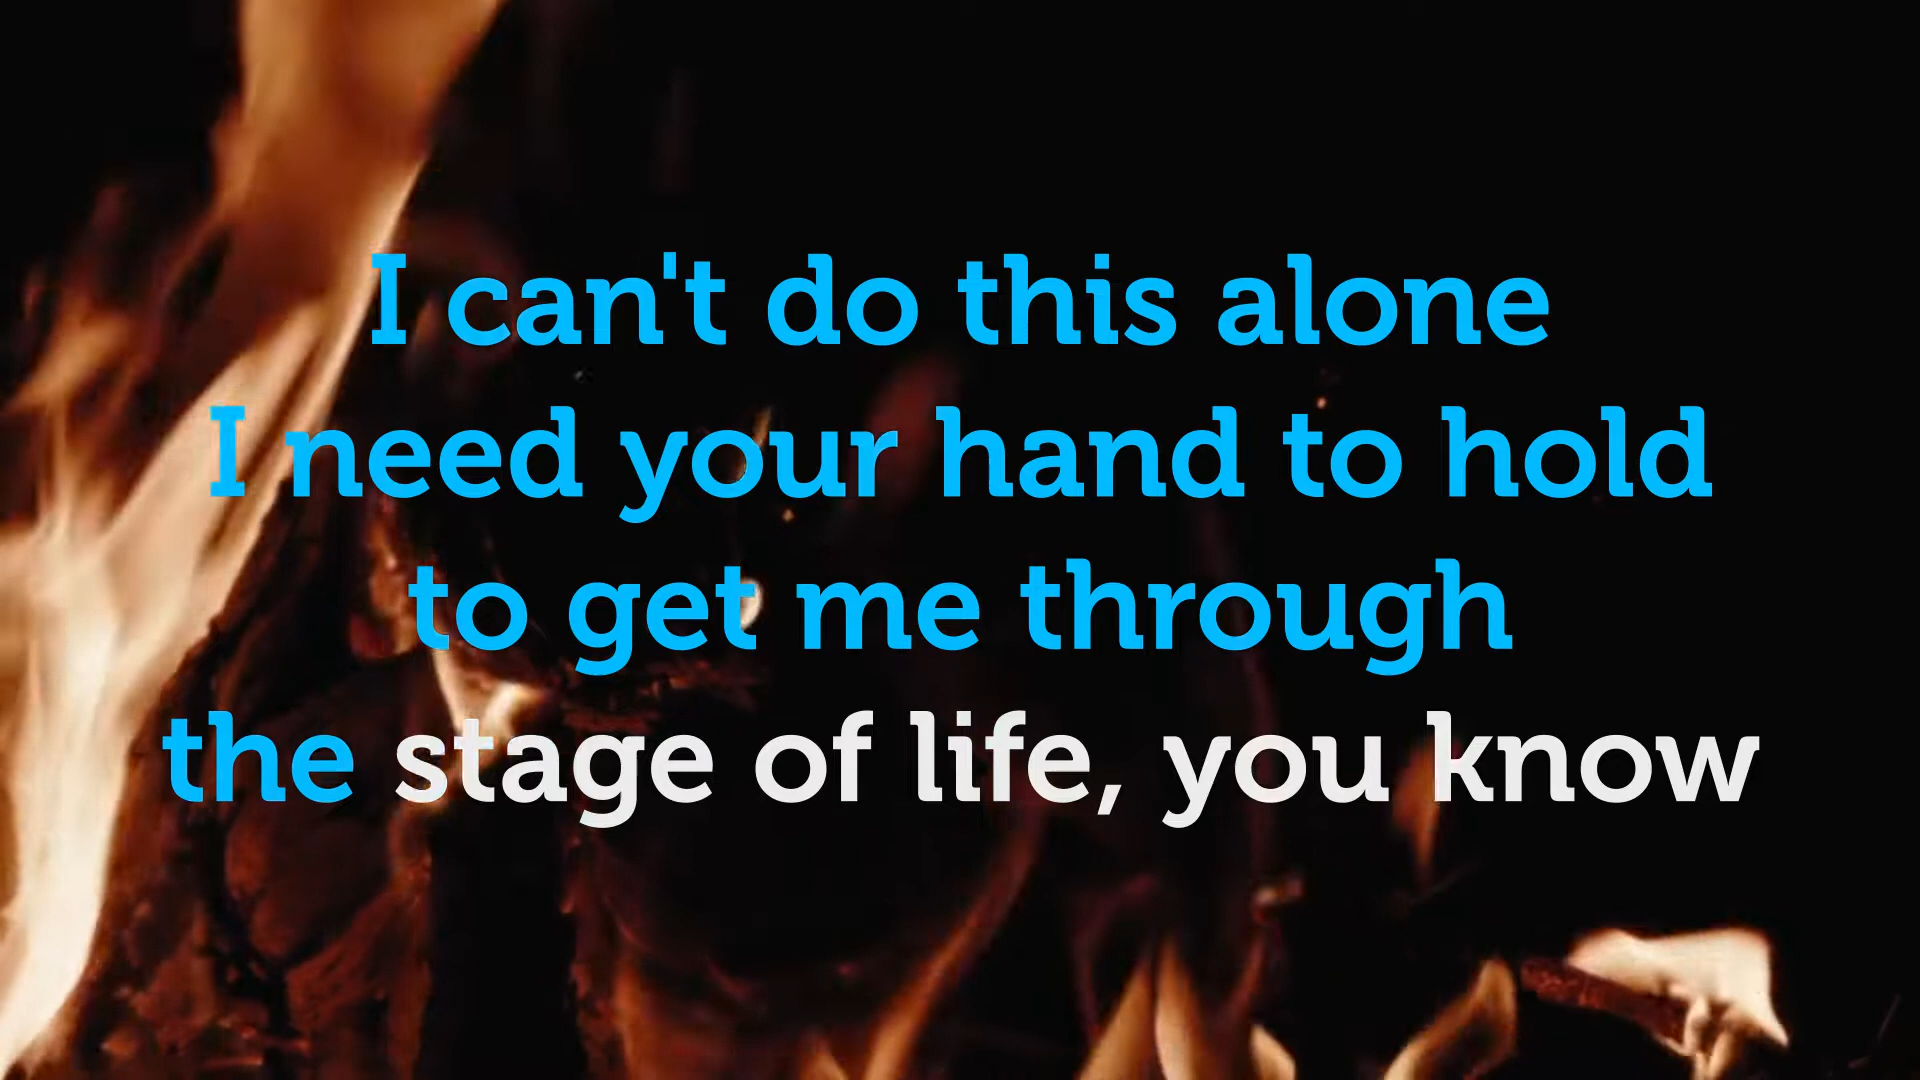 I can't do this alone
I need your hand to hold
to get me through
the stage of life, you know